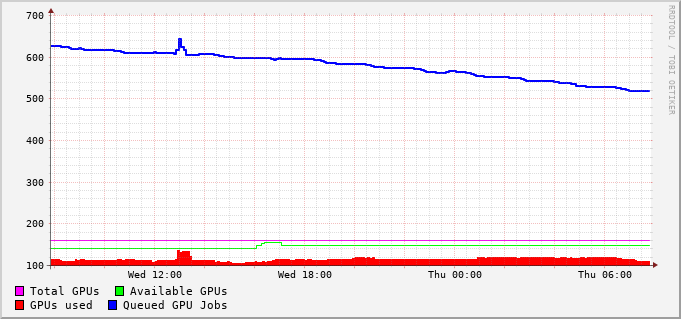 700
600
500
400
300
200
100
Wed 12:00 Wed 18:00 Thu 00:00 Thu 06:00
Total GPUs Available GPUs
GPUs used Queued GPU Jobs
RRDTOOL / TOBI OETIKER